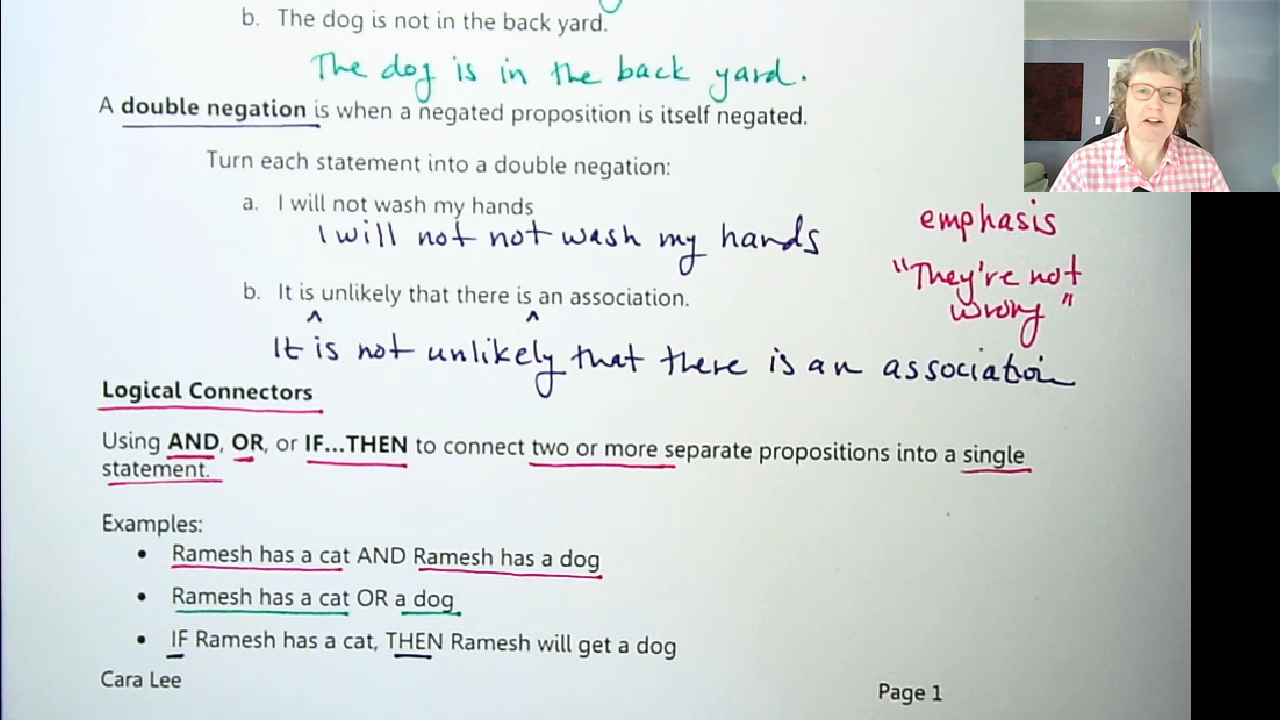 b. The dog is not in the back yard.
The dog is in the back yard.
A double negation is when a negated proposition is itself negated.
Turn each statement into a double negation:
a. I will not wash my hands
I will not not wash my hands
emphasis
"They're not
wrong"
b. It is unlikely that there is an association.
^ ^
It is not unlikely that there is an association
Logical Connectors
Using AND, OR, or IF...THEN to connect two or more separate propositions into a single
statement.
Examples:
• Ramesh has a cat AND Ramesh has a dog
• Ramesh has a cat OR a dog
• IF Ramesh has a cat, THEN Ramesh will get a dog
Cara Lee
Page 1